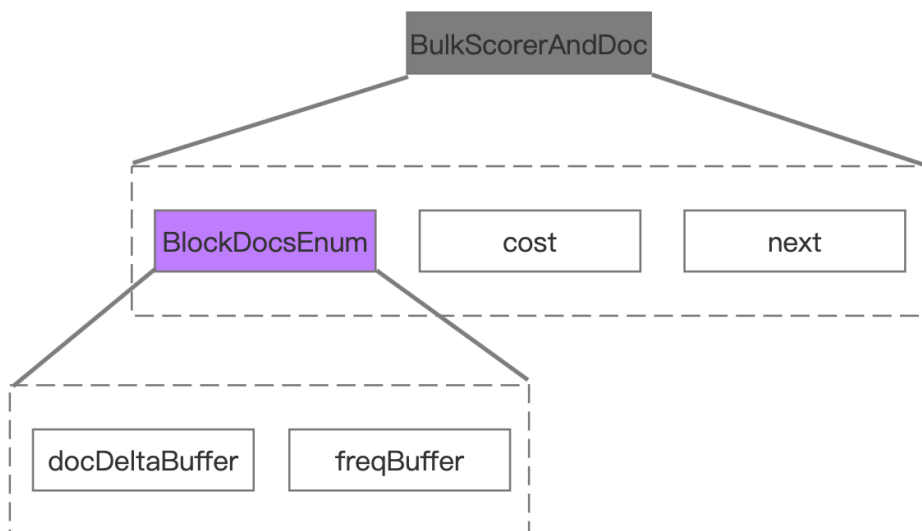 BulkScorerAndDoc
BlockDocsEnum
cost
next
docDeltaBuffer
freqBuffer